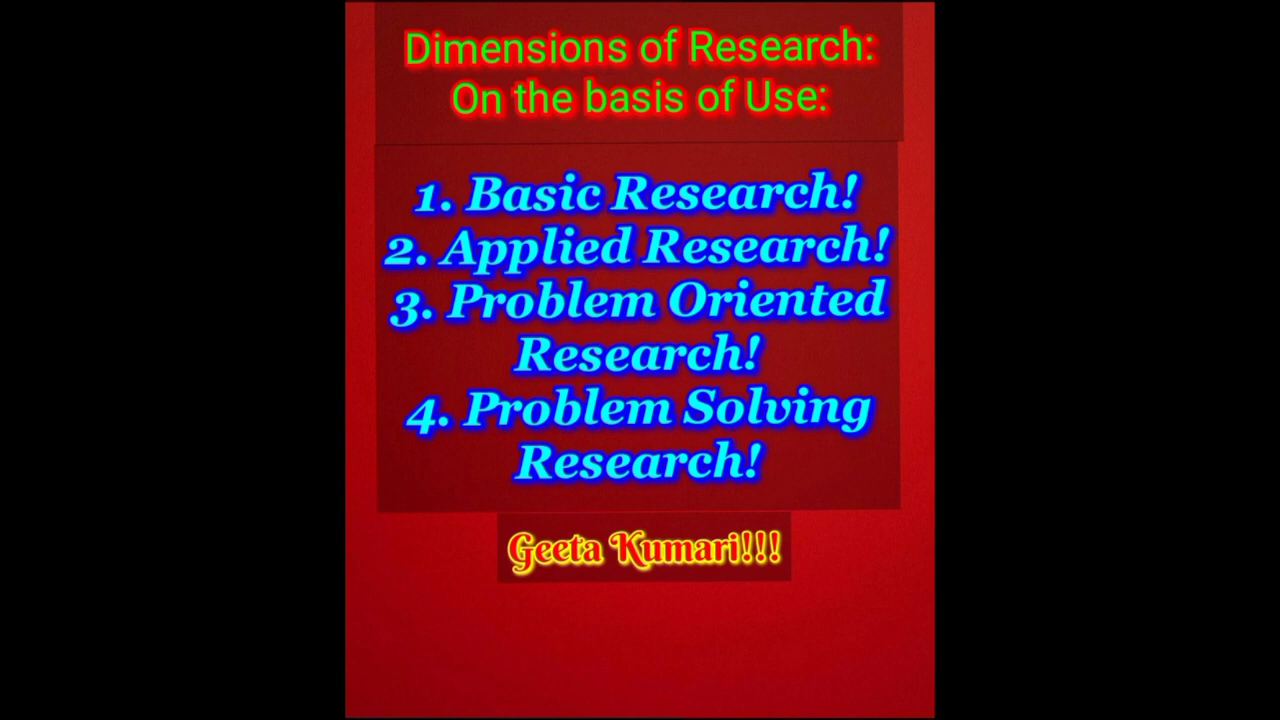 Dimensions of Research:
On the basis of Use:
1. Basic Research!
2. Applied Research!
3. Problem Oriented
Research!
4. Problem Solving
Research!
Geeta Kumari!!!